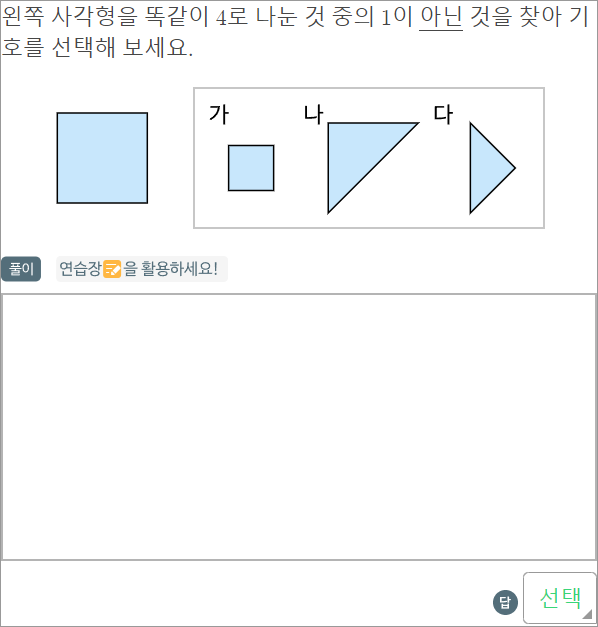 왼쪽 사각형을 똑같이 4로 나눈 것 중의 1이 아닌 것을 찾아 기
호를 선택해 보세요.
가 나 다
풀이 연습장을 활용하세요!
답 선택